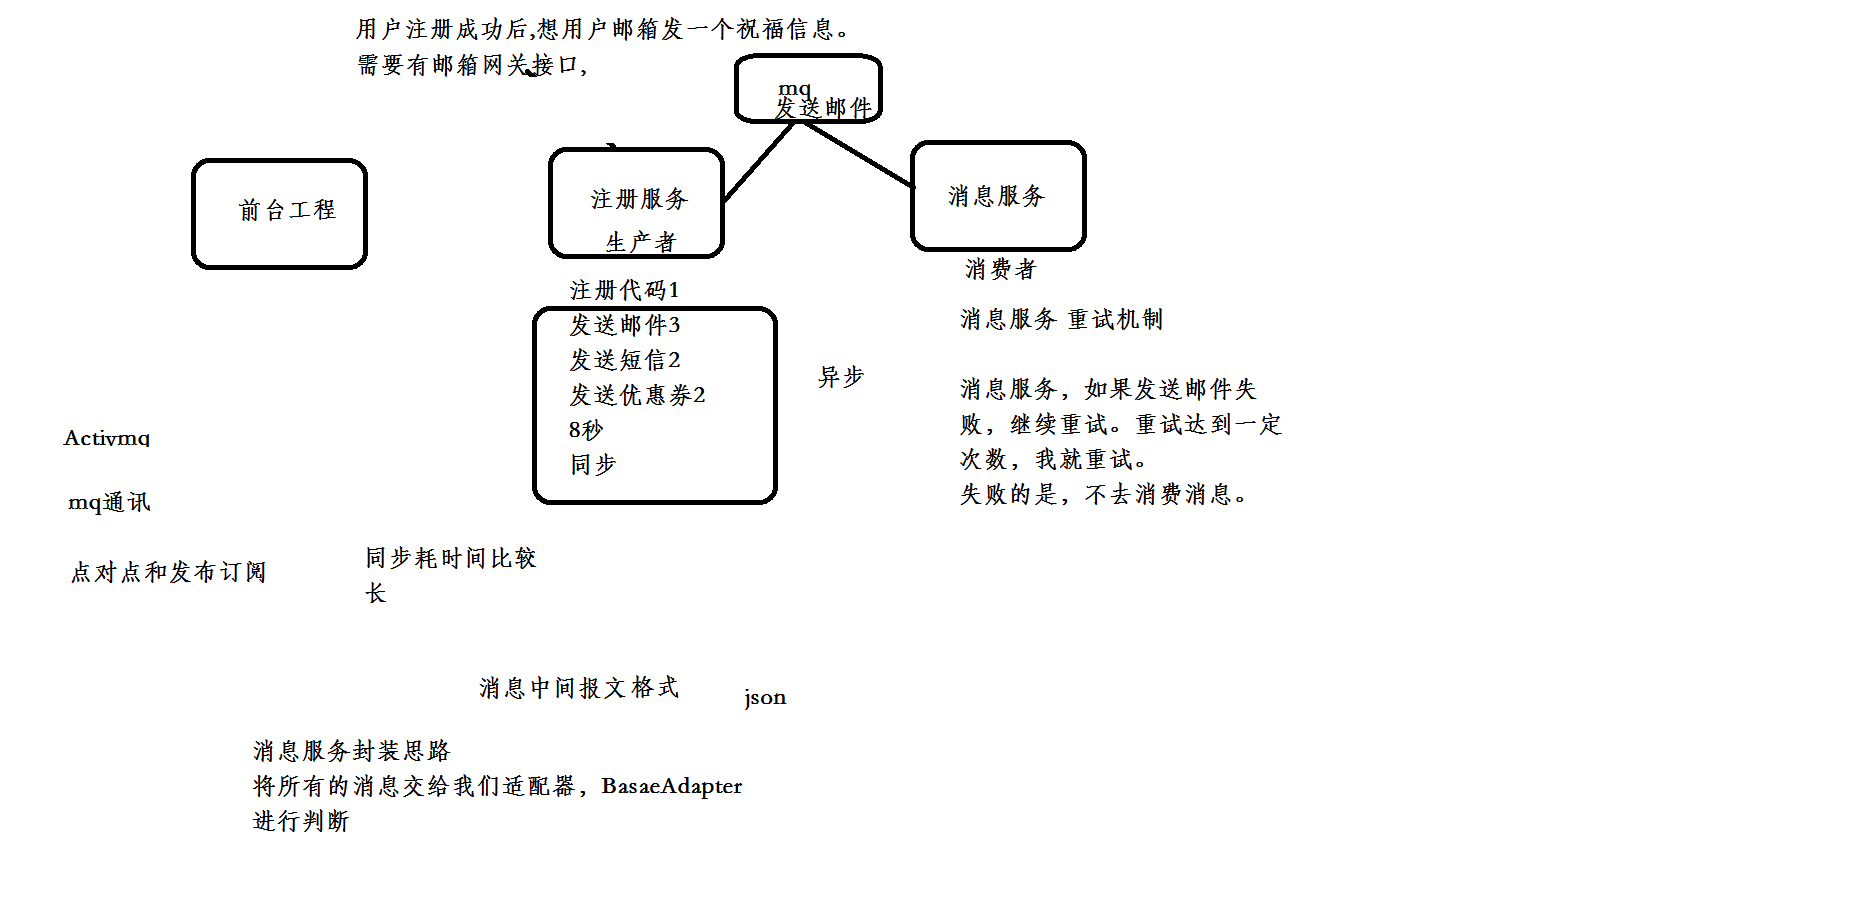 用户注册成功后,想用户邮箱发一个祝福信息。
需要有邮箱网关接口,
mq
发送邮件
前台工程
注册服务
生产者
消息服务
消费者
注册代码1
发送邮件3
发送短信2
发送优惠券2
8秒
同步
异步
消息服务 重试机制
消息服务，如果发送邮件失
败，继续重试。重试达到一定
次数，我就重试。
失败的是，不去消费消息。
Activmq
mq通讯
点对点和发布订阅
同步耗时间比较
长
消息中间报文格式
json
消息服务封装思路
将所有的消息交给我们适配器，BasaeAdapter
进行判断